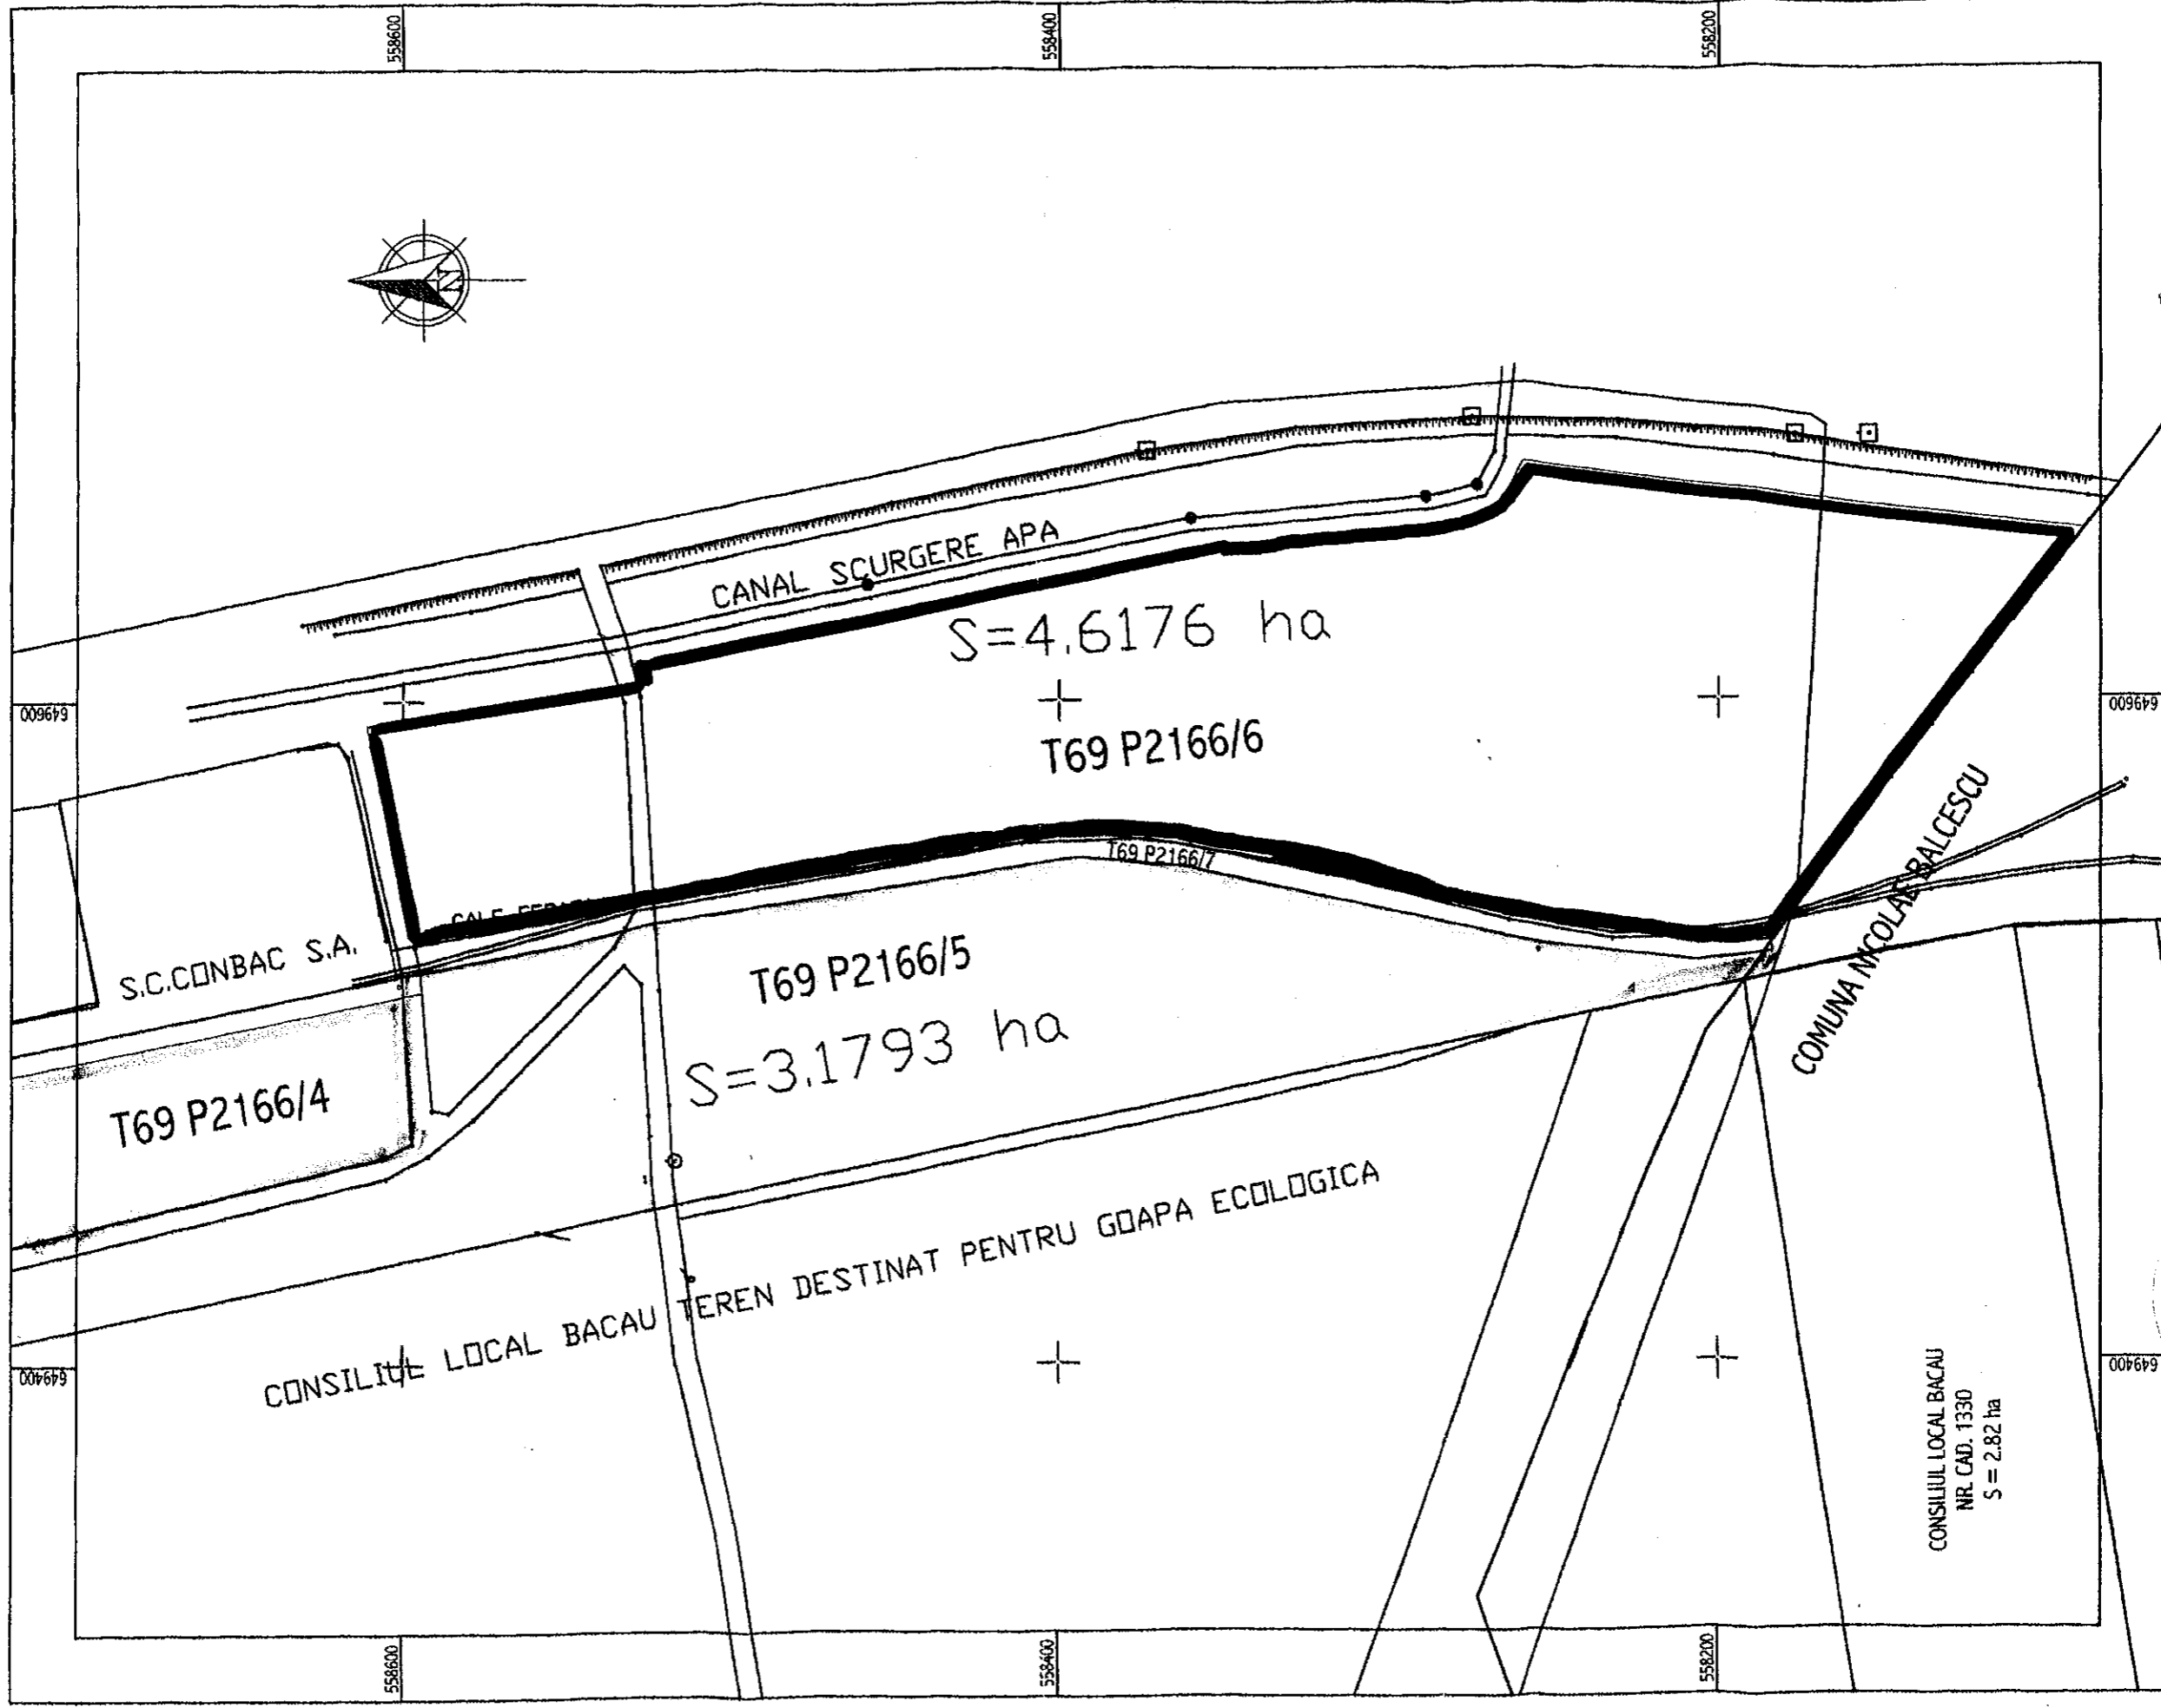 558600
558400
558200
N
CANAL SCURGERE APA
S=4.6176 ha
649600
649600
T69 P2166/6
T69 P2166/7
CALE
S.C.CONBAC S.A.
T69 P2166/5
COMUNA NICOLAE BALCESCU
S=3.1793 ha
T69 P2166/4
CONSILIUL LOCAL BACAU TEREN DESTINAT PENTRU GOAPA ECOLOGICA
649400
649400
CONSILIUL LOCAL BACAU
NR. CAD. 1330
S = 2.82 ha
558600
558400
558200